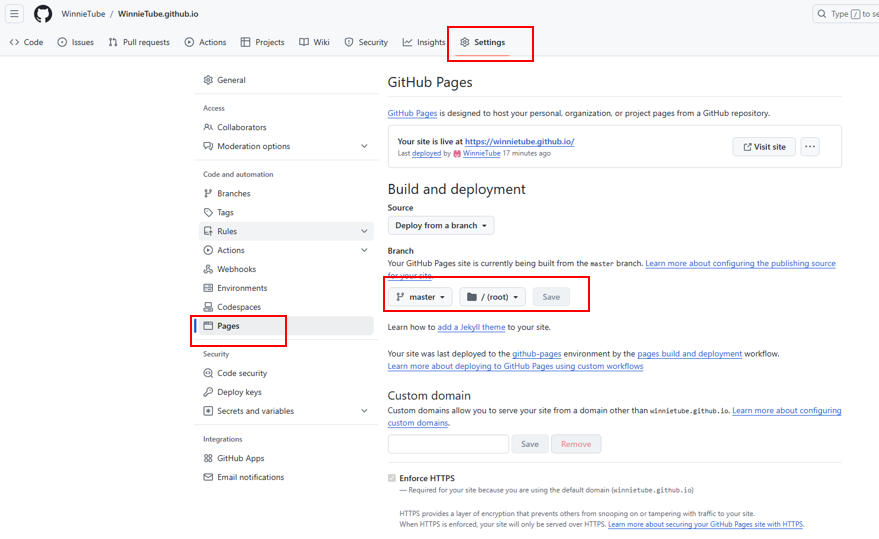 WinnieTube / WinnieTube.github.io
Type / to se
Code Issues Pull requests Actions Projects Wiki Security Insights Settings
General
Access
Collaborators
Moderation options
Code and automation
Branches
Tags
Rules
Actions
Webhooks
Environments
Codespaces
Pages
Security
Code security
Deploy keys
Secrets and variables
Integrations
GitHub Apps
Email notifications
GitHub Pages
GitHub Pages is designed to host your personal, organization, or project pages from a GitHub repository.
Your site is live at https://winnietube.github.io/
Last deployed by WinnieTube 17 minutes ago
Visit site
Build and deployment
Source
Deploy from a branch
Branch
Your GitHub Pages site is currently being built from the master branch. Learn more about configuring the publishing source
for your site.
master / (root) Save
Learn how to add a Jekyll theme to your site.
Your site was last deployed to the github-pages environment by the pages build and deployment workflow.
Learn more about deploying to GitHub Pages using custom workflows
Custom domain
Custom domains allow you to serve your site from a domain other than winnietube.github.io. Learn more about configuring
custom domains.
Save Remove
Enforce HTTPS
— Required for your site because you are using the default domain (winnietube.github.io)
HTTPS provides a layer of encryption that prevents others from snooping on or tampering with traffic to your site.
When HTTPS is enforced, your site will only be served over HTTPS. Learn more about securing your GitHub Pages site with HTTPS.